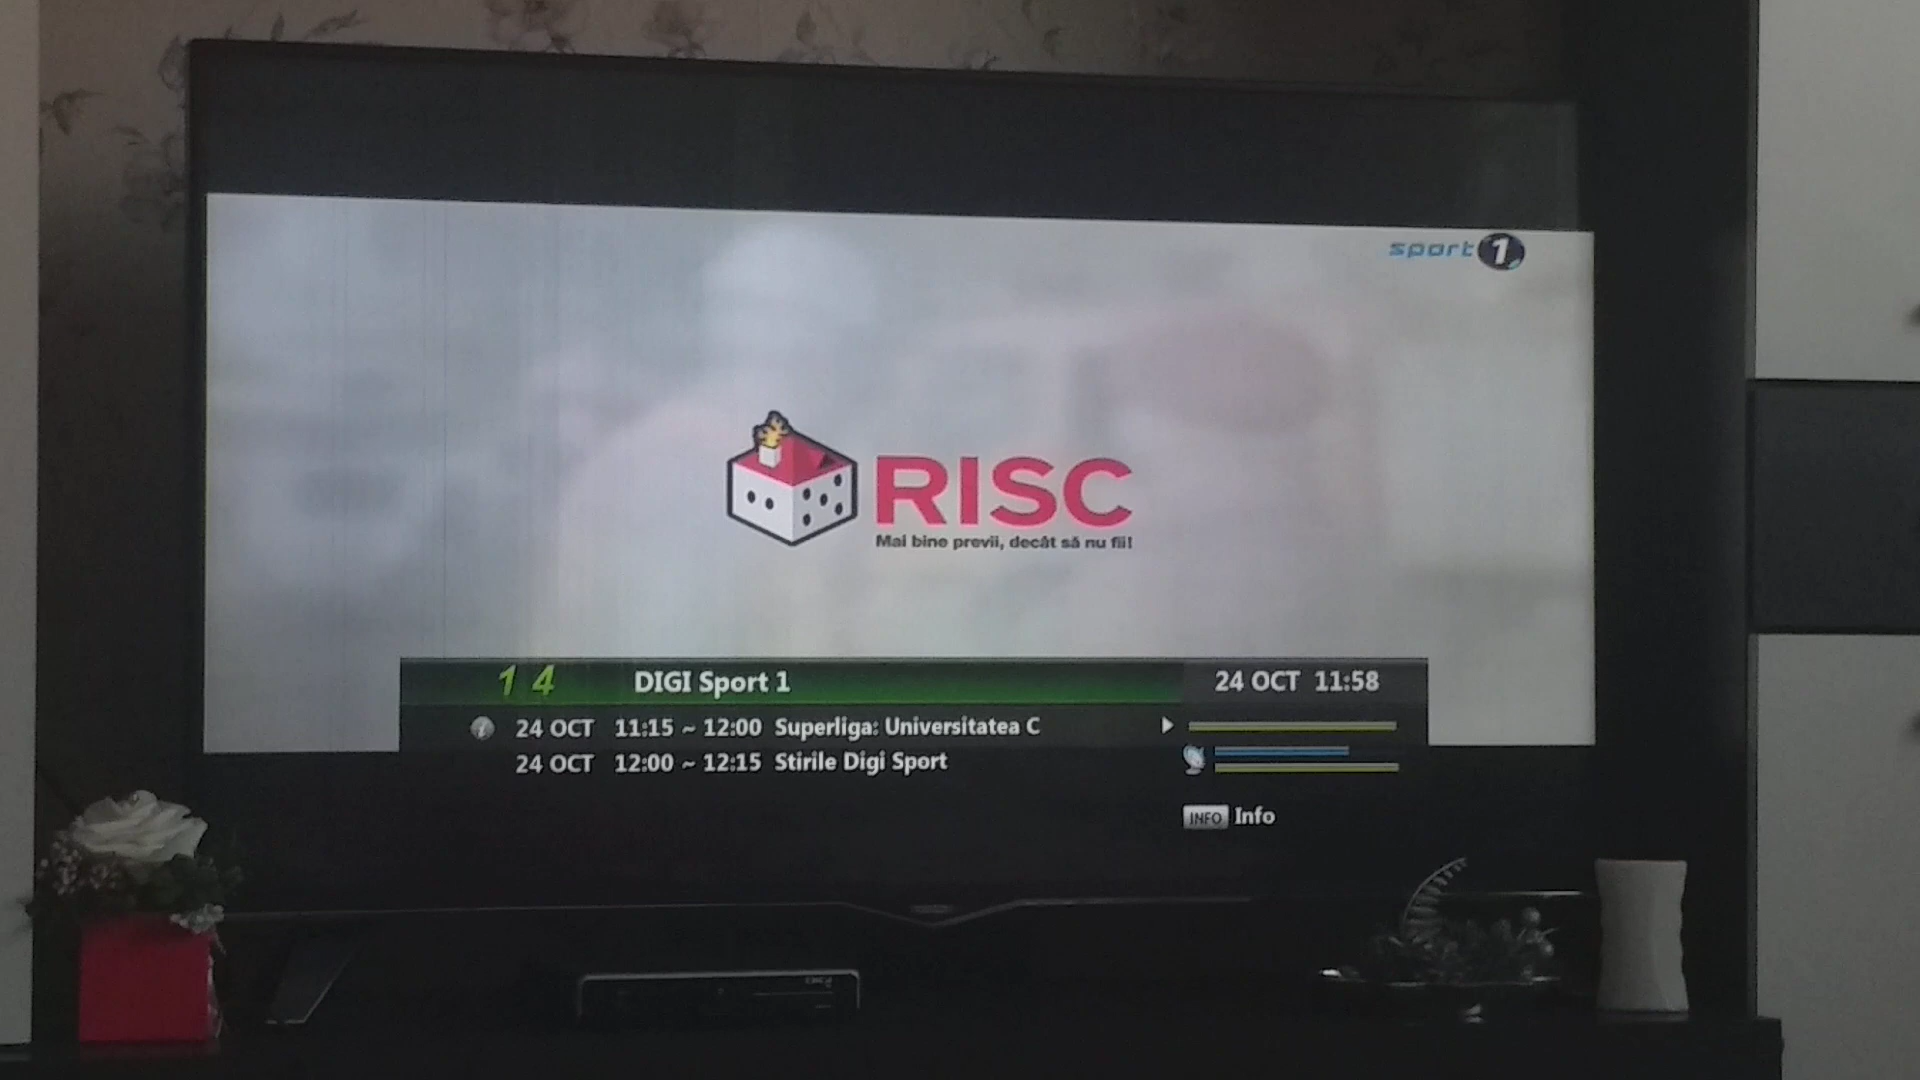 sport 1
RISC
Mai bine previi, decât să nu fii!
14 DIGI Sport 1 24 OCT 11:58
24 OCT 11:15 ~ 12:00 Superliga: Universitatea C
24 OCT 12:00 ~ 12:15 Stirile Digi Sport
INFO Info